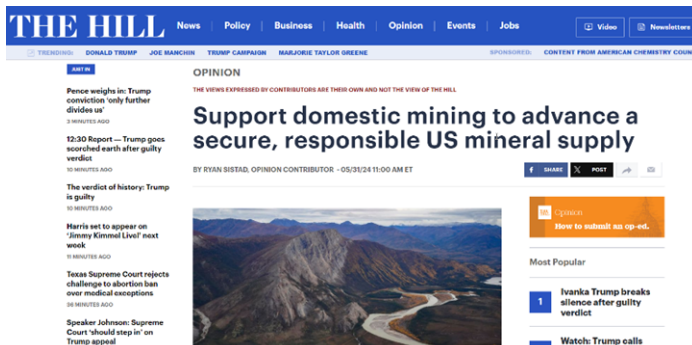 THE HILL
News
Policy
Business
Health
Opinion
Events
Jobs
Video
Newsletters
TRENDING:
DONALD TRUMP
JOE MANCHIN
TRUMP CAMPAIGN
MARJORIE TAYLOR GREENE
SPONSORED:
CONTENT FROM AMERICAN CHEMISTRY COUN
JUST IN
Pence weighs in: Trump
conviction ‘only further
divides us’
3 MINUTES AGO
12:30 Report — Trump goes
scorched earth after guilty
verdict
10 MINUTES AGO
The verdict of history: Trump
is guilty
10 MINUTES AGO
Harris set to appear on
‘Jimmy Kimmel Live!’ next
week
11 MINUTES AGO
Texas Supreme Court rejects
challenge to abortion ban
over medical exceptions
36 MINUTES AGO
Speaker Johnson: Supreme
Court ‘should step in’ on
Trump appeal
OPINION
THE VIEWS EXPRESSED BY CONTRIBUTORS ARE THEIR OWN AND NOT THE VIEW OF THE HILL
Support domestic mining to advance a
secure, responsible US mineral supply
BY RYAN SISTAD, OPINION CONTRIBUTOR - 05/31/24 11:00 AM ET
SHARE
POST
Opinion
How to submit an op-ed.
Most Popular
1
Ivanka Trump breaks
silence after guilty
verdict
Watch: Trump calls